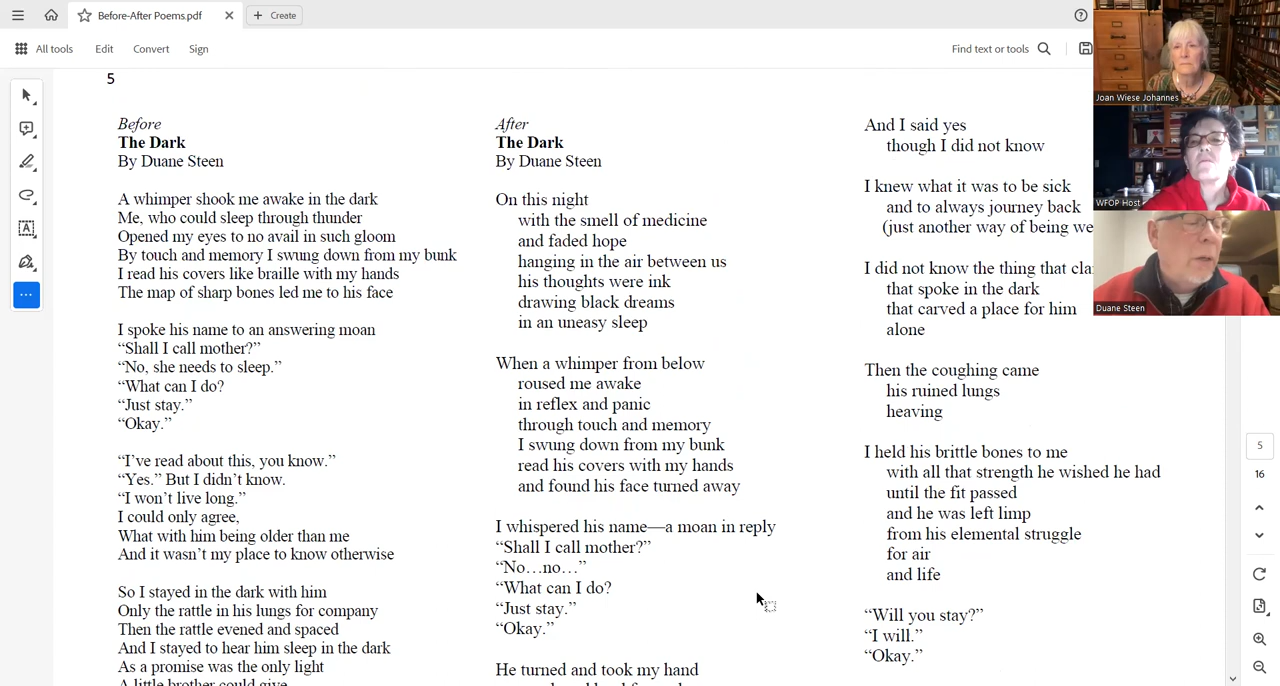 Before-After Poems.pdf
Create
All tools
Edit
Convert
Sign
Find text or tools
5
Before
The Dark
By Duane Steen
A whimper shook me awake in the dark
Me, who could sleep through thunder
Opened my eyes to no avail in such gloom
By touch and memory I swung down from my bunk
I read his covers like braille with my hands
The map of sharp bones led me to his face
I spoke his name to an answering moan
“Shall I call mother?”
“No, she needs to sleep.”
“What can I do?
“Just stay.”
“Okay.”
“I’ve read about this, you know.”
“Yes.” But I didn’t know.
“I won’t live long.”
I could only agree,
What with him being older than me
And it wasn’t my place to know otherwise
So I stayed in the dark with him
Only the rattle in his lungs for company
Then the rattle evened and spaced
And I stayed to hear him sleep in the dark
As a promise was the only light
A little brother could give
After
The Dark
By Duane Steen
On this night
with the smell of medicine
and faded hope
hanging in the air between us
his thoughts were ink
drawing black dreams
in an uneasy sleep
When a whimper from below
roused me awake
in reflex and panic
through touch and memory
I swung down from my bunk
read his covers with my hands
and found his face turned away
I whispered his name—a moan in reply
“Shall I call mother?”
“No…no…”
“What can I do?
“Just stay.”
“Okay.”
He turned and took my hand
And I said yes
though I did not know
I knew what it was to be sick
and to always journey back
(just another way of being we
I did not know the thing that cla
that spoke in the dark
that carved a place for him
alone
Then the coughing came
his ruined lungs
heaving
I held his brittle bones to me
with all that strength he wished he had
until the fit passed
and he was left limp
from his elemental struggle
for air
and life
“Will you stay?”
“I will.”
“Okay.”
Joan Wiese Johannes
WFOP Host
Duane Steen
5
16